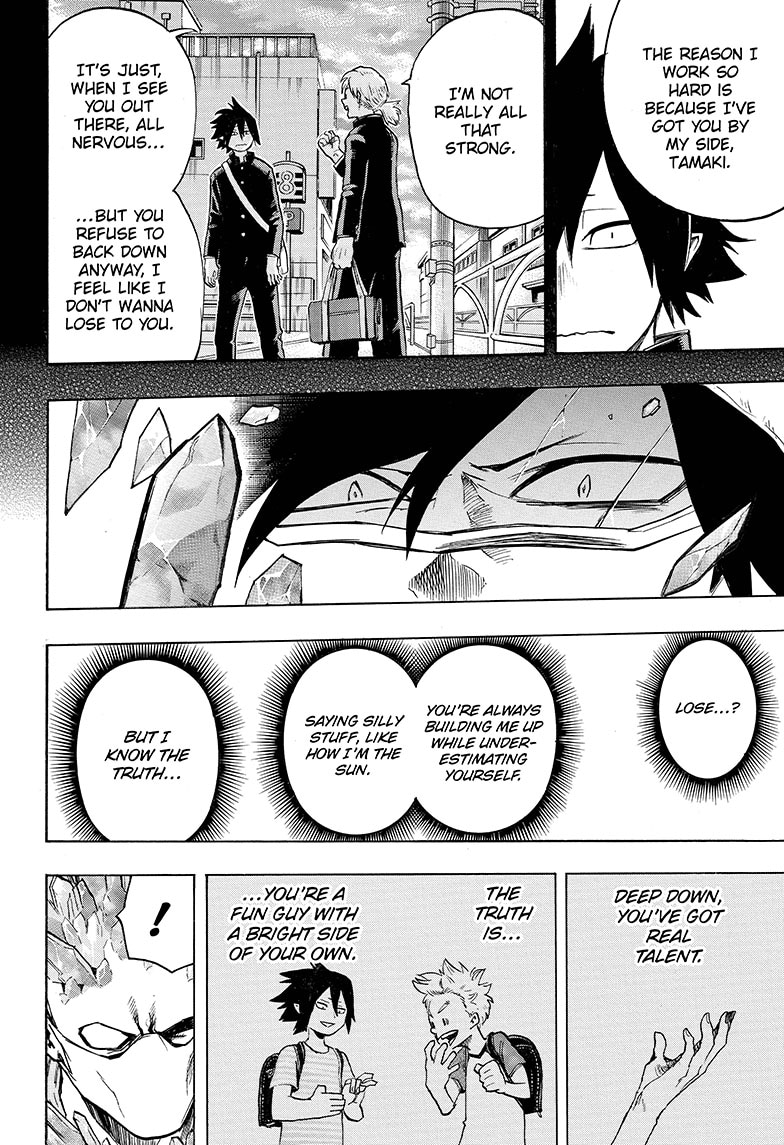 THE REASON I
WORK SO
HARD IS
BECAUSE I'VE
GOT YOU BY
MY SIDE,
TAMAKI.
I'M NOT
REALLY ALL
THAT
STRONG.
IT'S JUST,
WHEN I SEE
YOU OUT
THERE, ALL
NERVOUS...
...BUT YOU
REFUSE TO
BACK DOWN
ANYWAY, I
FEEL LIKE I
DON'T WANNA
LOSE TO YOU.
8
P
LOSE...?
YOU'RE ALWAYS
BUILDING ME UP
WHILE UNDER-
ESTIMATING
YOURSELF.
SAYING SILLY
STUFF, LIKE
HOW I'M THE
SUN.
BUT I
KNOW THE
TRUTH...
DEEP DOWN,
YOU'VE GOT
REAL
TALENT.
THE
TRUTH
IS...
...YOU'RE A
FUN GUY WITH
A BRIGHT SIDE
OF YOUR OWN.
!